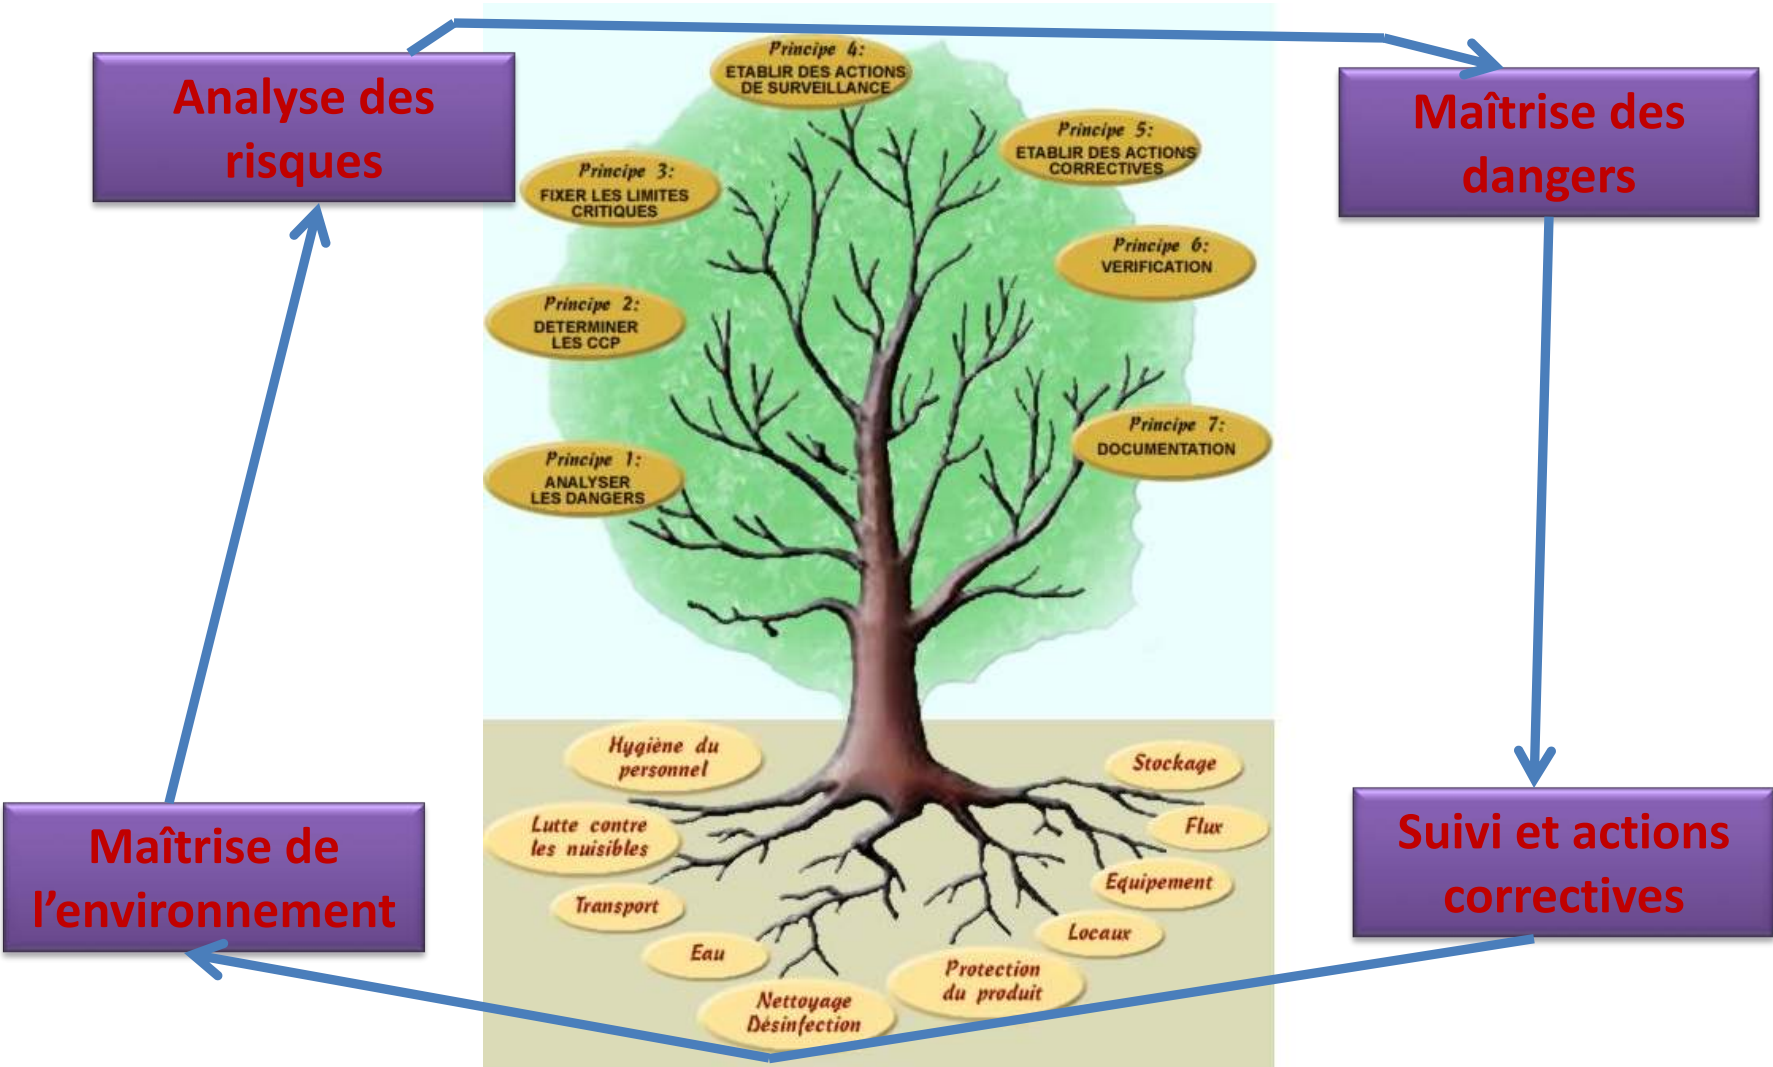 Analyse des
risques
Maîtrise des
dangers
Principe 4:
ETABLIR DES ACTIONS
DE SURVEILLANCE
Principe 5:
ETABLIR DES ACTIONS
CORRECTIVES
Principe 3:
FIXER LES LIMITES
CRITIQUES
Principe 6:
VERIFICATION
Principe 2:
DETERMINER
LES CCP
Principe 7:
DOCUMENTATION
Principe 1:
ANALYSER
LES DANGERS
Hygiène du
personnel
Stockage
Lutte contre
les nuisibles
Flux
Equipement
Transport
Locaux
Eau
Protection
du produit
Nettoyage
Désinfection
Maîtrise de
l’environnement
Suivi et actions
correctives